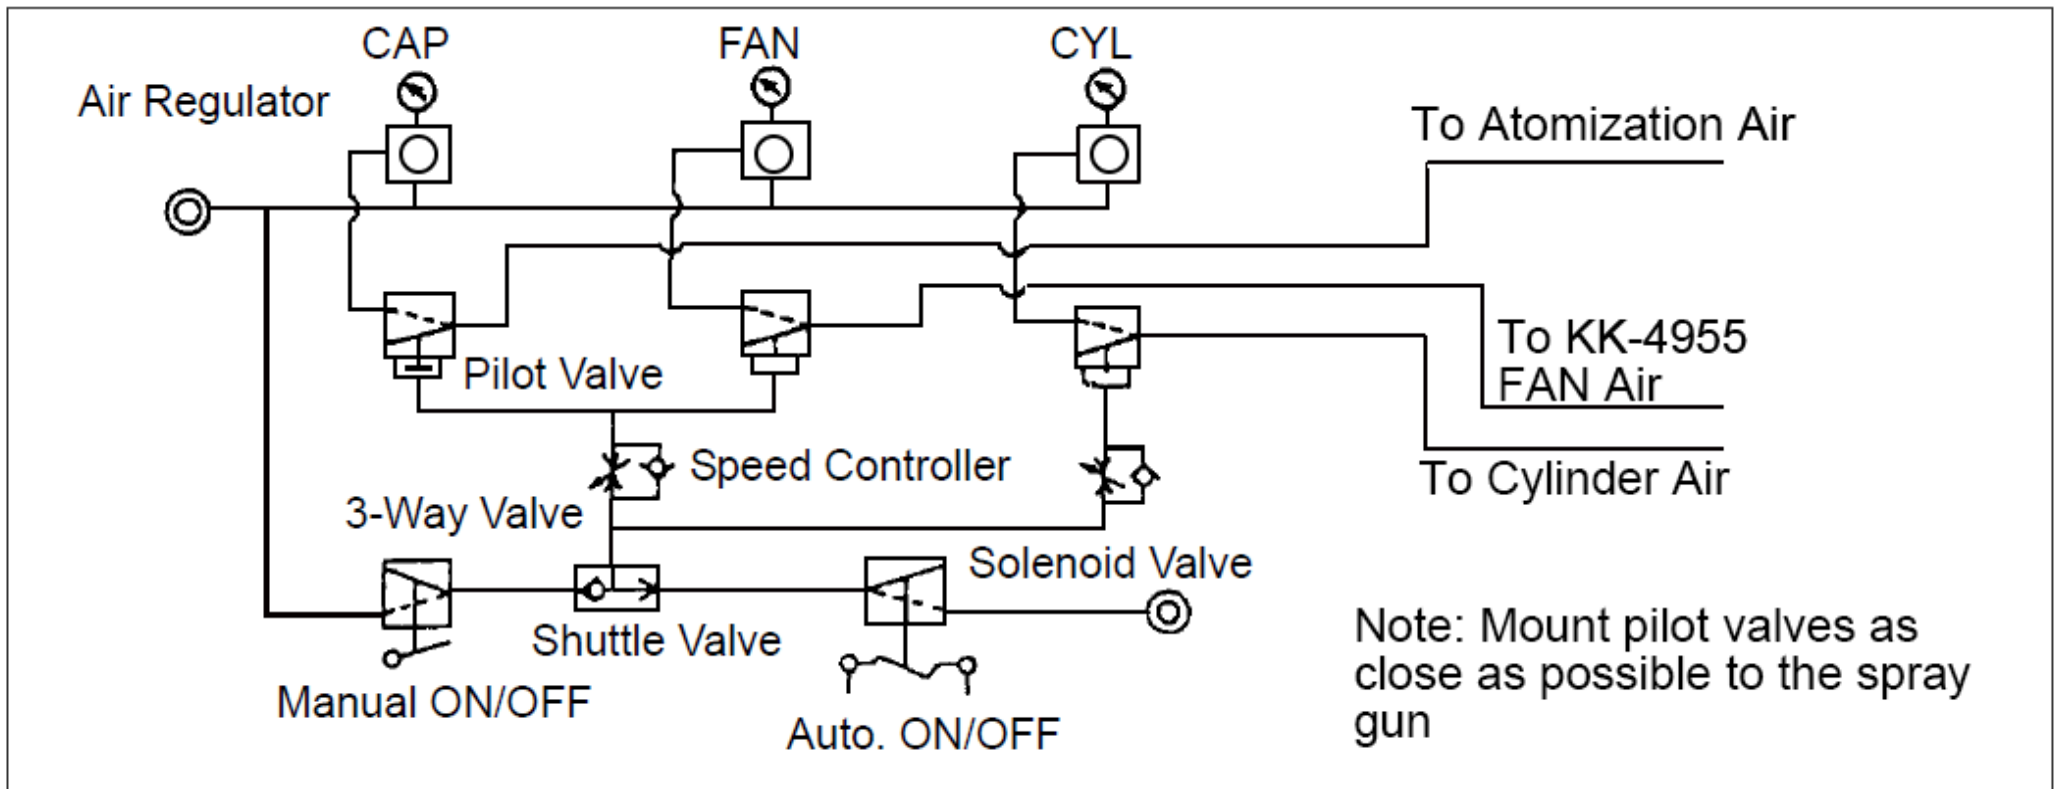 CAP
FAN
CYL
Air Regulator
To Atomization Air
To KK-4955
FAN Air
Pilot Valve
Speed Controller
To Cylinder Air
3-Way Valve
Solenoid Valve
Shuttle Valve
Note: Mount pilot valves as
close as possible to the spray
gun
Manual ON/OFF
Auto. ON/OFF